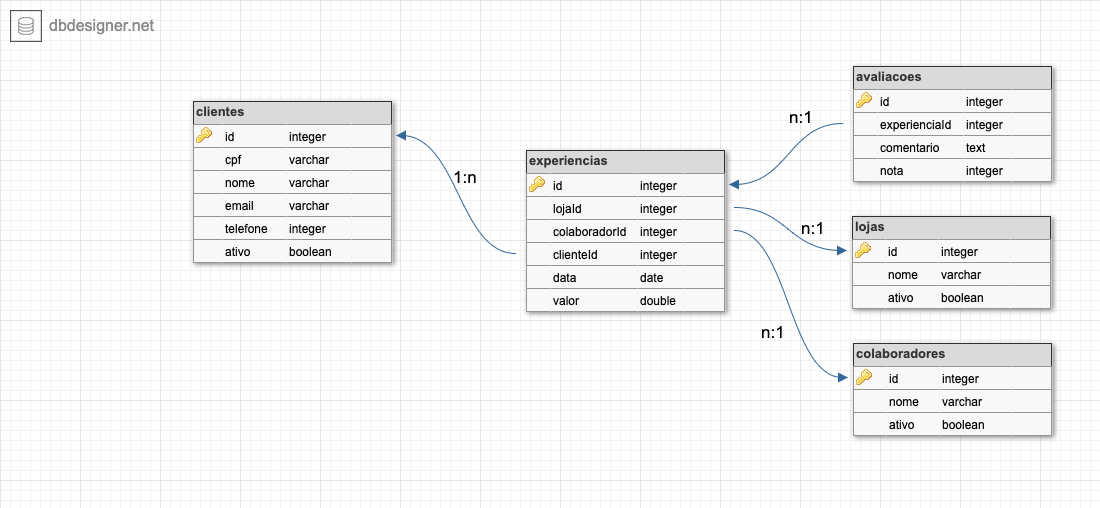 dbdesigner.net
clientes
id integer
cpf varchar
nome varchar
email varchar
telefone integer
ativo boolean
1:n
experiencias
id integer
lojaId integer
colaboradorId integer
clienteId integer
data date
valor double
n:1
avaliacoes
id integer
experienciaId integer
comentario text
nota integer
n:1
lojas
id integer
nome varchar
ativo boolean
n:1
colaboradores
id integer
nome varchar
ativo boolean